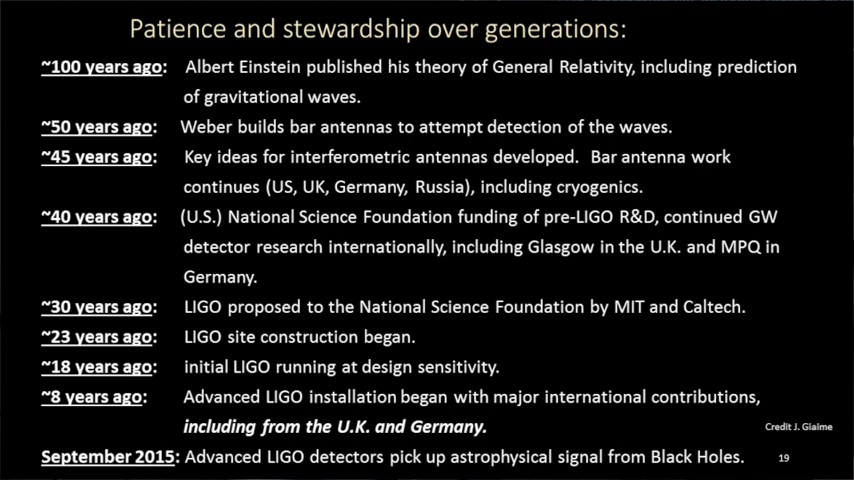 Patience and stewardship over generations:
~100 years ago: Albert Einstein published his theory of General Relativity, including prediction
of gravitational waves.
~50 years ago: Weber builds bar antennas to attempt detection of the waves.
~45 years ago: Key ideas for interferometric antennas developed. Bar antenna work
continues (US, UK, Germany, Russia), including cryogenics.
~40 years ago: (U.S.) National Science Foundation funding of pre-LIGO R&D, continued GW
detector research internationally, including Glasgow in the U.K. and MPQ in
Germany.
~30 years ago: LIGO proposed to the National Science Foundation by MIT and Caltech.
~23 years ago: LIGO site construction began.
~18 years ago: initial LIGO running at design sensitivity.
~8 years ago: Advanced LIGO installation began with major international contributions,
including from the U.K. and Germany.
Credit J. Giaime
September 2015: Advanced LIGO detectors pick up astrophysical signal from Black Holes.
19